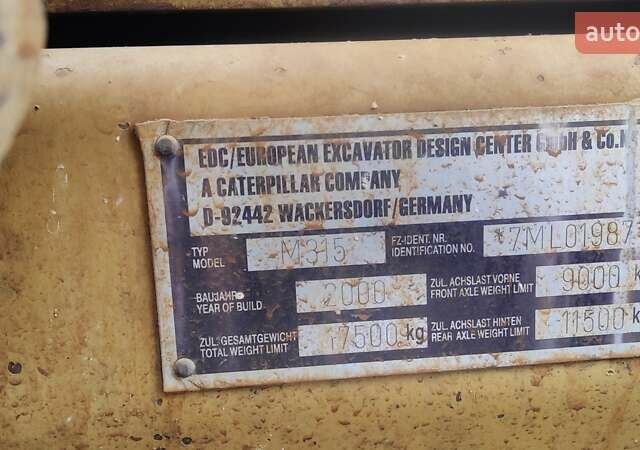 auto
EDC/EUROPEAN EXCAVATOR DESIGN CENTER GMBH & Co.
A CATERPILLAR COMPANY
D-92442 WACKERSDORF/GERMANY
TYP
MODEL
M315
FZ-IDENT. NR.
IDENTIFICATION NO.
*7ML01987
BAUJAHR
YEAR OF BUILD
2000
ZUL. ACHSLAST VORNE
FRONT AXLE WEIGHT LIMIT
9000
ZUL. GESAMTGEWICHT
TOTAL WEIGHT LIMIT
17500 kg
ZUL. ACHSLAST HINTEN
REAR AXLE WEIGHT LIMIT
11500 k